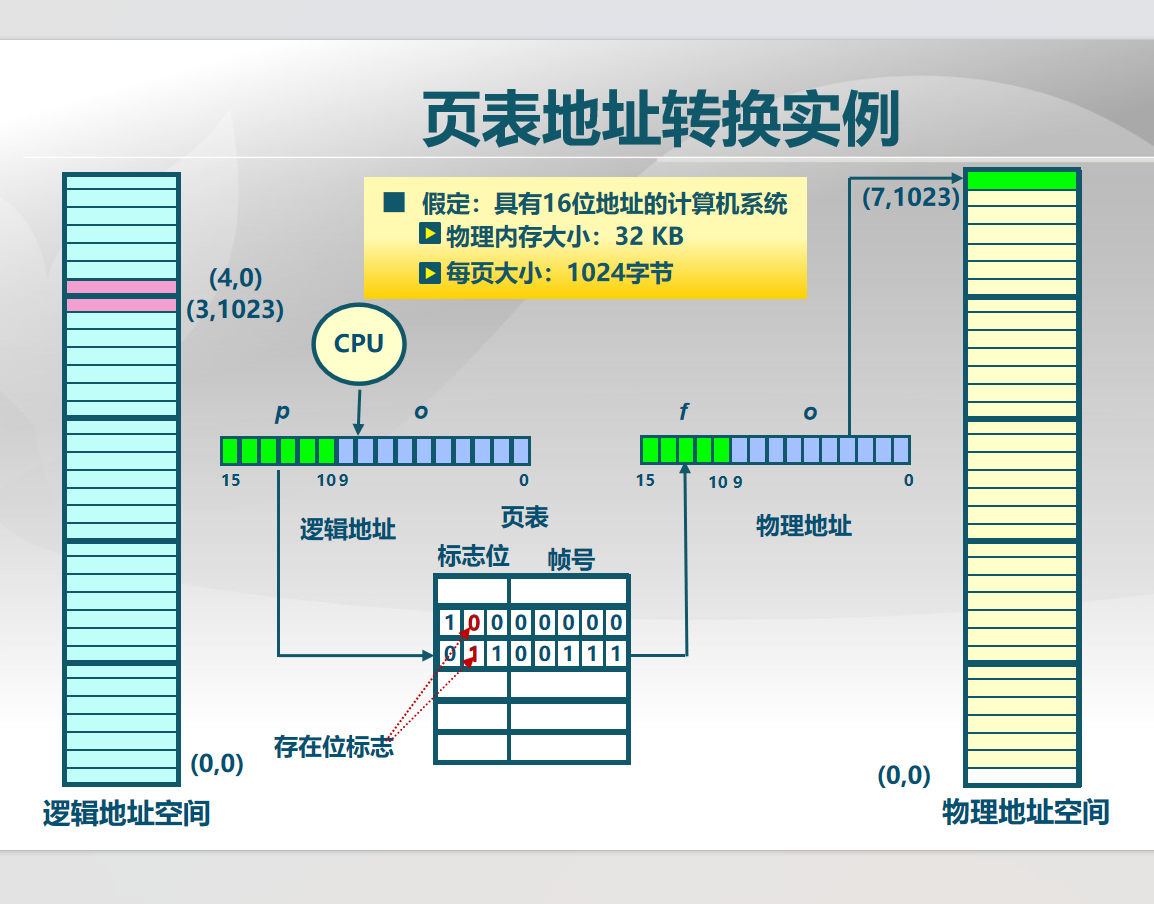 页表地址转换实例
假定：具有16位地址的计算机系统
物理内存大小：32 KB
每页大小：1024字节
(7,1023)
(4,0)
(3,1023)
CPU
p
o
f
o
15
10 9
0
15
10 9
0
逻辑地址
页表
物理地址
标志位
帧号
1 0 0 0 0 0 0 0
0 1 1 0 0 1 1 1
存在位标志
(0,0)
(0,0)
逻辑地址空间
物理地址空间